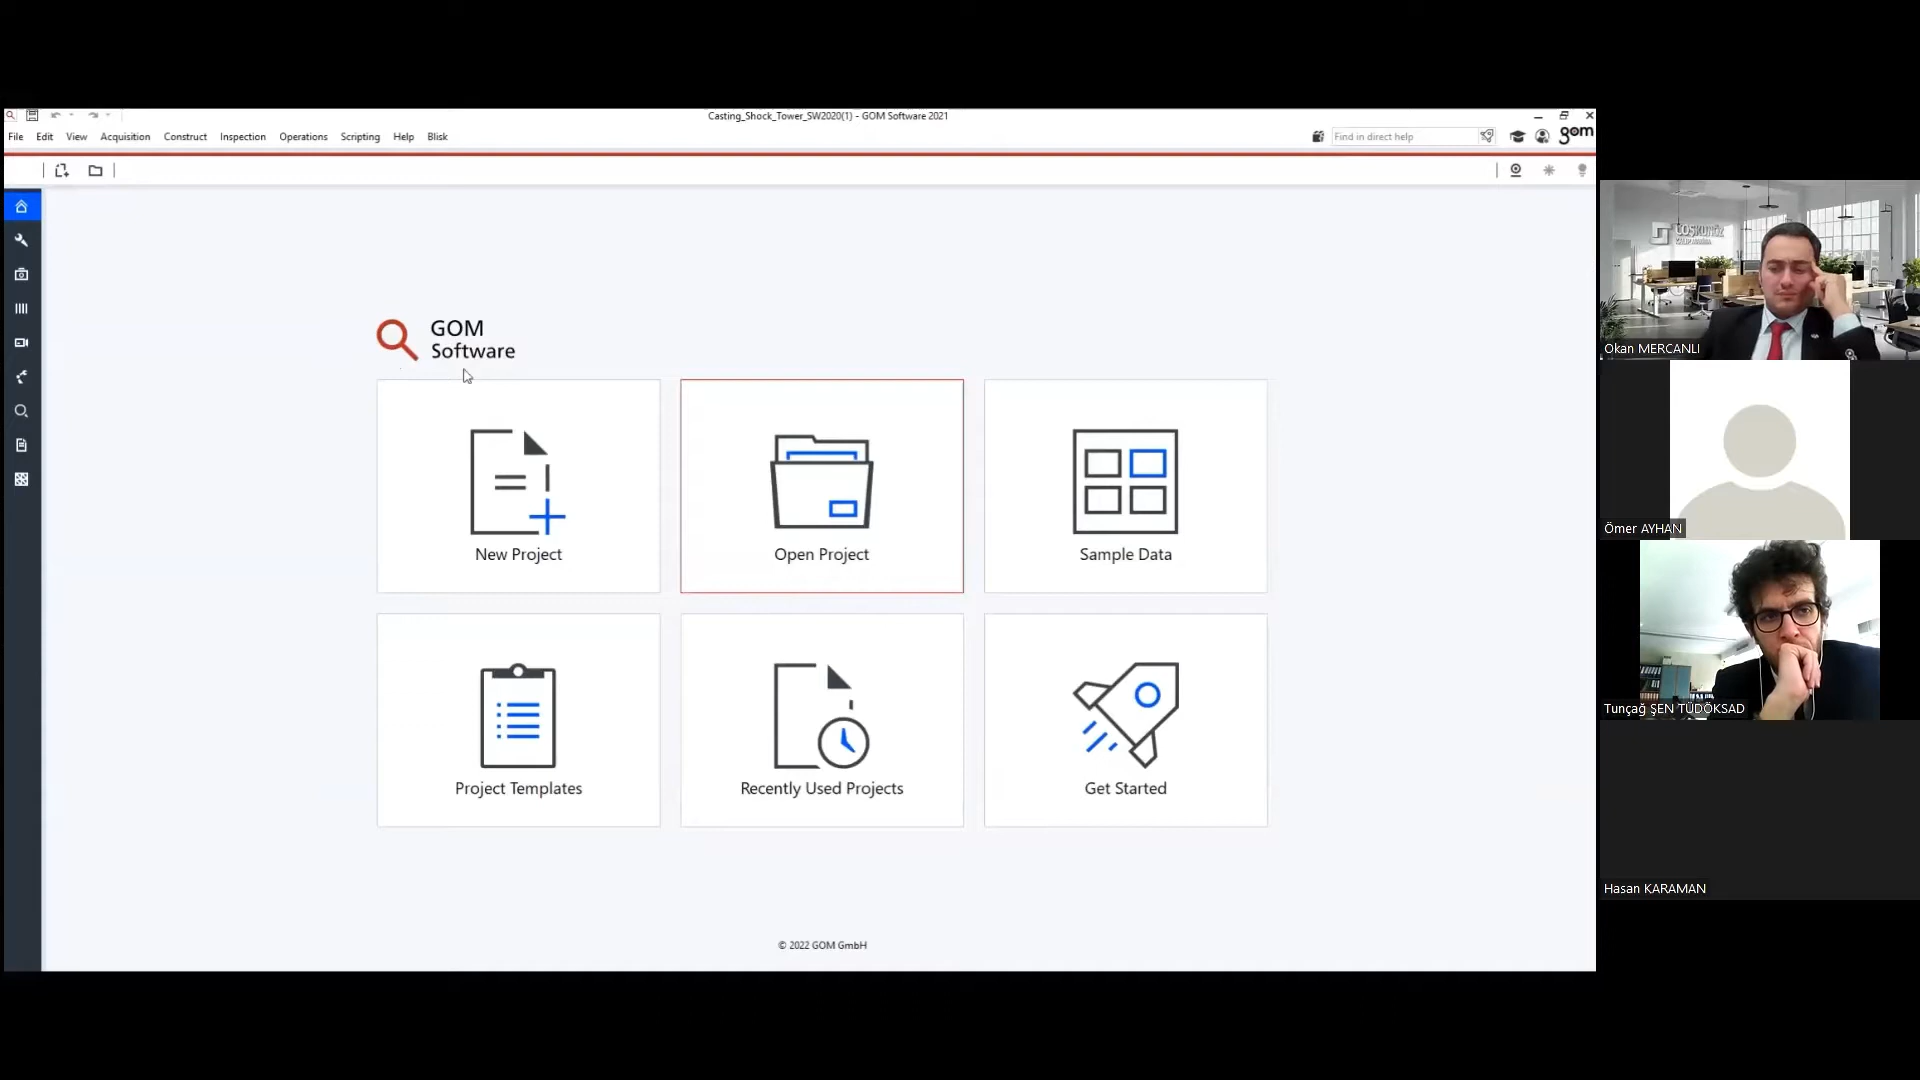 Casting_Shock_Tower_SW2020(1) - GOM Software 2021
File Edit View Acquisition Construct Inspection Operations Scripting Help Blisk
Find in direct help
gom
GOM
Software
New Project
Open Project
Sample Data
Project Templates
Recently Used Projects
Get Started
© 2022 GOM GmbH
COŞKUNÖZ
Okan MERCANLI
Ömer AYHAN
Tunçağ ŞEN TÜDÖKSAD
Hasan KARAMAN